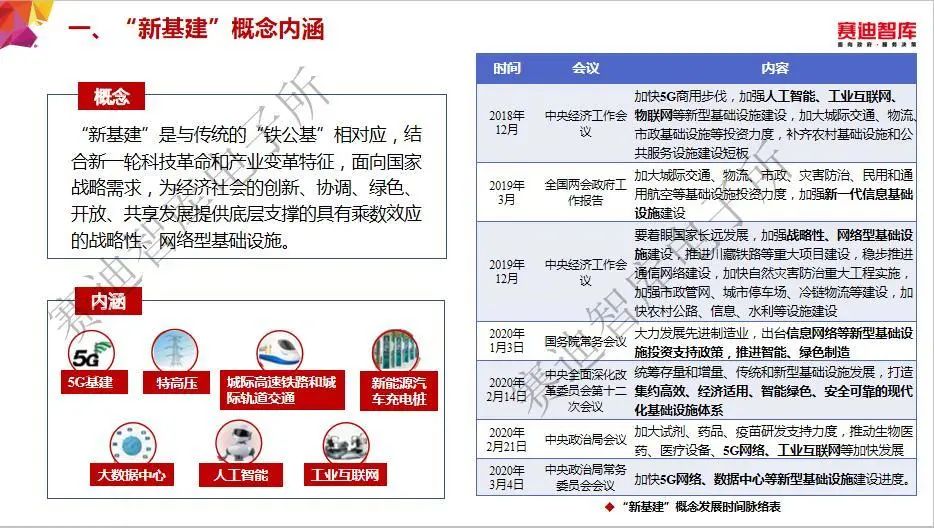 一、“新基建”概念内涵
赛迪智库
面向政府·服务决策
概念
“新基建”是与传统的“铁公基”相对应，结
合新一轮科技革命和产业变革特征，面向国家
战略需求，为经济社会的创新、协调、绿色、
开放、共享发展提供底层支撑的具有乘数效应
的战略性、网络型基础设施。
内涵
5G
5G基建
特高压
城际高速铁路和城
际轨道交通
新能源汽
车充电桩
大数据中心
人工智能
工业互联网
时间
会议
内容
2018年
12月
中央经济工作会
议
加快5G商用步伐，加强人工智能、工业互联网、
物联网等新型基础设施建设，加大城际交通、物流、
市政基础设施等投资力度，补齐农村基础设施和公
共服务设施建设短板
2019年
3月
全国两会政府工
作报告
加大城际交通、物流、市政、灾害防治、民用和通
用航空等基础设施投资力度，加强新一代信息基础
设施建设
2019年
12月
中央经济工作会
议
要着眼国家长远发展，加强战略性、网络型基础设
施建设，推进川藏铁路等重大项目建设，稳步推进
通信网络建设，加快自然灾害防治重大工程实施，
加强市政管网、城市停车场、冷链物流等建设，加
快农村公路、信息、水利等设施建设
2020年
1月3日
国务院常务会议
大力发展先进制造业，出台信息网络等新型基础设
施投资支持政策，推进智能、绿色制造
2020年
2月14日
中央全面深化改
革委员会第十二
次会议
统筹存量和增量、传统和新型基础设施发展，打造
集约高效、经济适用、智能绿色、安全可靠的现代
化基础设施体系
2020年
2月21日
中央政治局会议
加大试剂、药品、疫苗研发支持力度，推动生物医
药、医疗设备、5G网络、工业互联网等加快发展
2020年
3月4日
中央政治局常务
委员会会议
加快5G网络、数据中心等新型基础设施建设进度。
◆ “新基建”概念发展时间脉络表
赛迪智库电子所
赛迪智库电子所